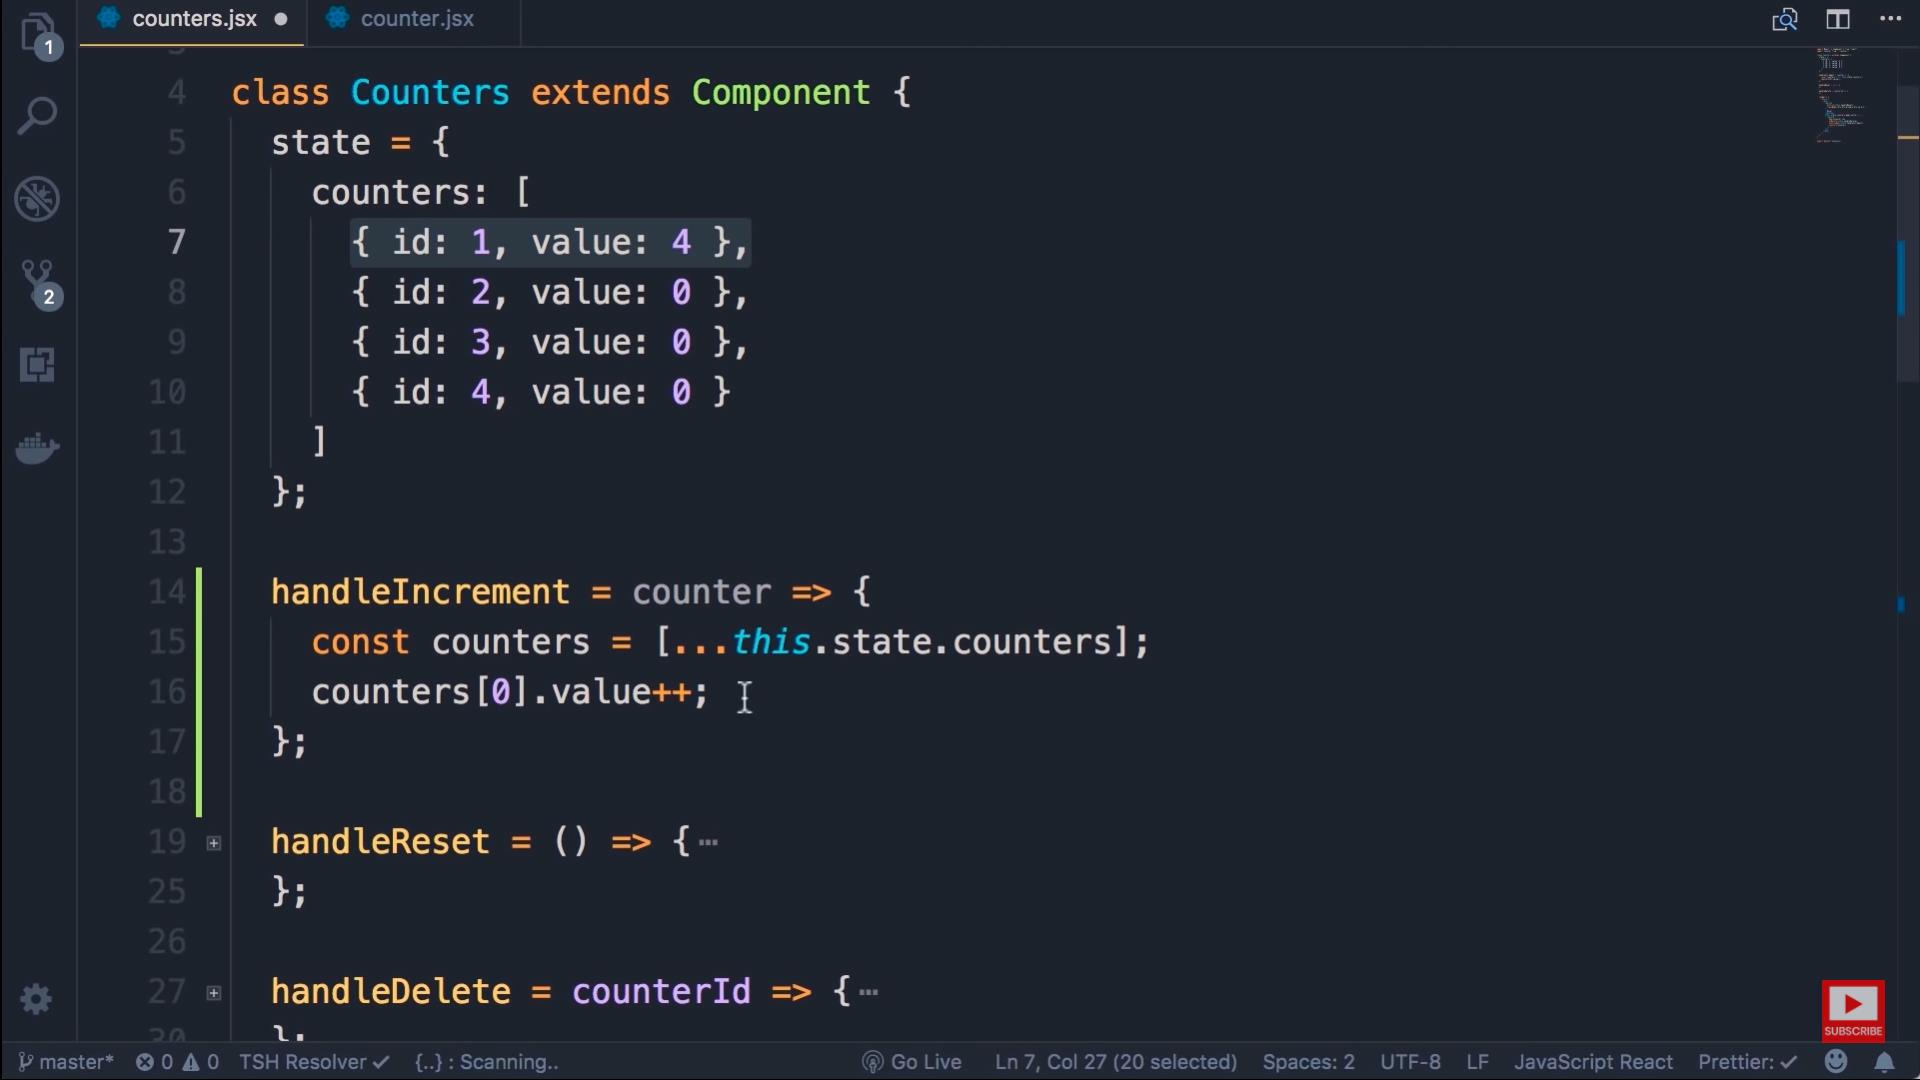 counters.jsx
counter.jsx
1
2
3
4 class Counters extends Component {
5 state = {
6 counters: [
7 { id: 1, value: 4 },
8 { id: 2, value: 0 },
9 { id: 3, value: 0 },
10 { id: 4, value: 0 }
11 ]
12 };
13
14 handleIncrement = counter => {
15 const counters = [...this.state.counters];
16 counters[0].value++;
17 };
18
19 handleReset = () => {…
25 };
26
27 handleDelete = counterId => {…
30 };
SUBSCRIBE
master* 0 0 TSH Resolver ✓ {..} : Scanning.. Go Live Ln 7, Col 27 (20 selected) Spaces: 2 UTF-8 LF JavaScript React Prettier: ✓